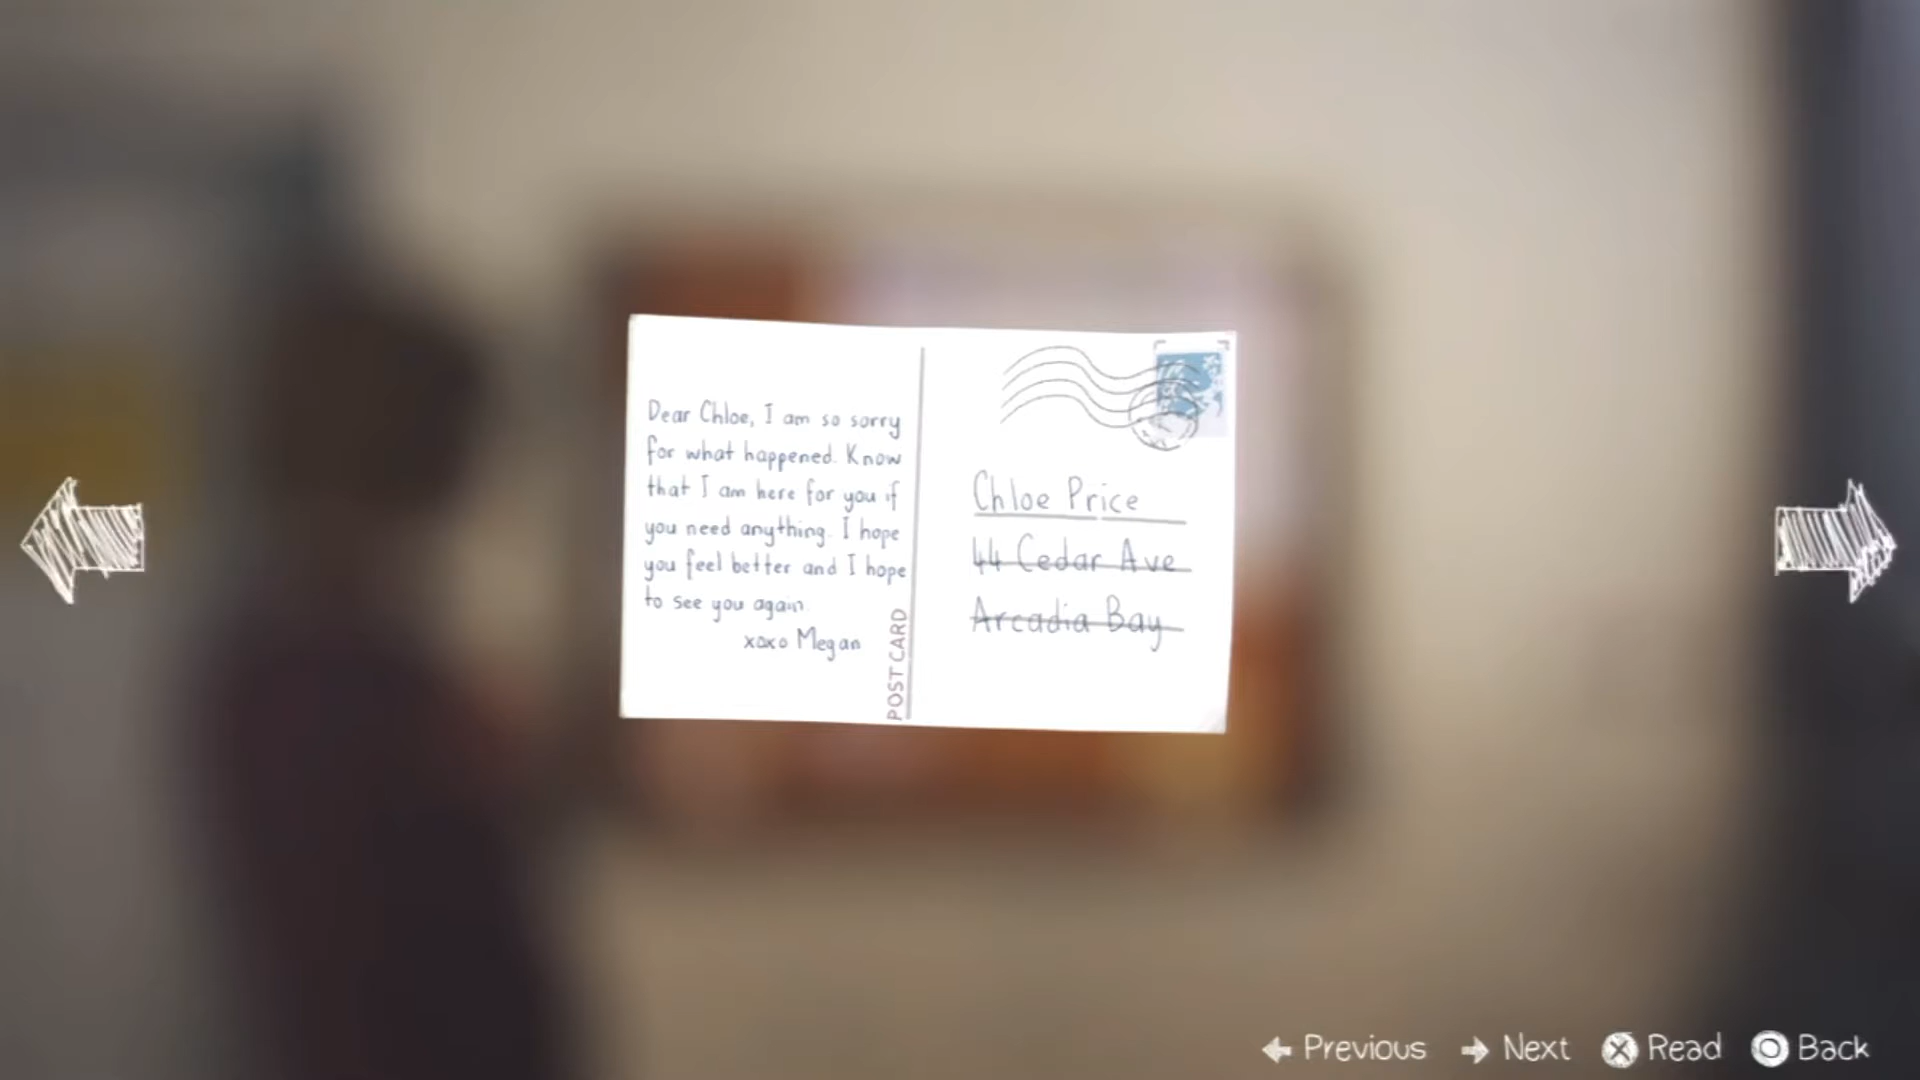 Dear Chloe, I am so sorry
for what happened. Know
that I am here for you if
you need anything. I hope
you feel better and I hope
to see you again.
xoxo Megan
POSTCARD
Chloe Price
44 Cedar Ave
Arcadia Bay
Previous
Next
Read
Back